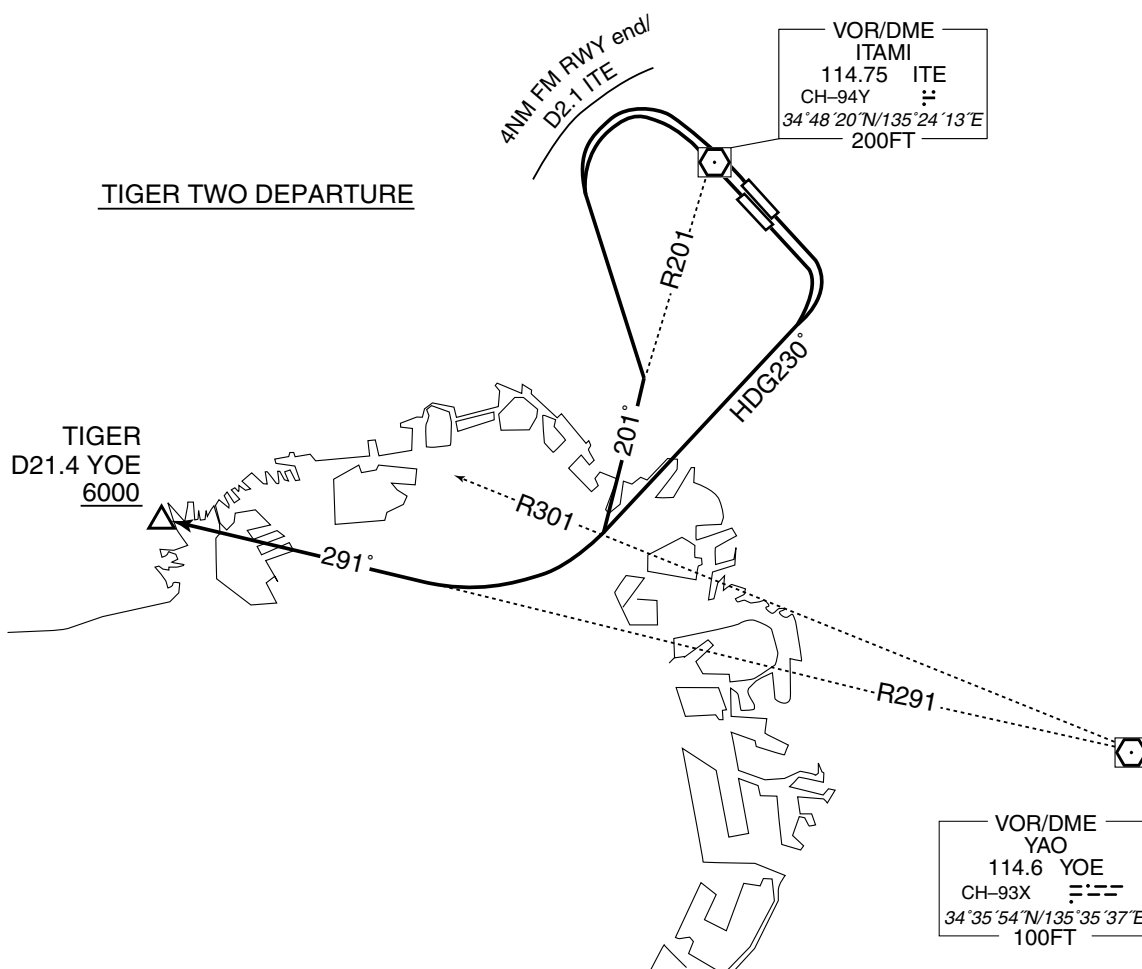 4NM FM RWY end/
D2.1 ITE
VOR/DME
ITAMI
114.75 ITE
CH–94Y
34°48´20˝N/135°24´13˝E
200FT
TIGER TWO DEPARTURE
R201
HDG230°
201°
TIGER
D21.4 YOE
6000
R301
291°
R291
VOR/DME
YAO
114.6 YOE
CH–93X
34°35´54˝N/135°35´37˝E
100FT